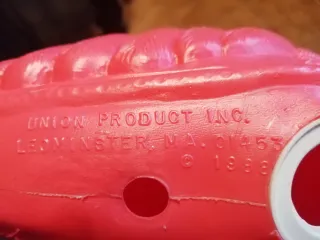 UNION PRODUCT INC.
LEOMINSTER, MA. 01453
© 1988